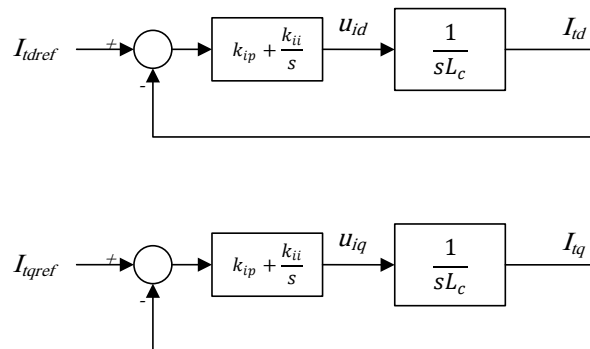 I_tdref + - k_ip + k_ii/s u_id 1/sL_c I_td
I_tqref + - k_ip + k_ii/s u_iq 1/sL_c I_tq